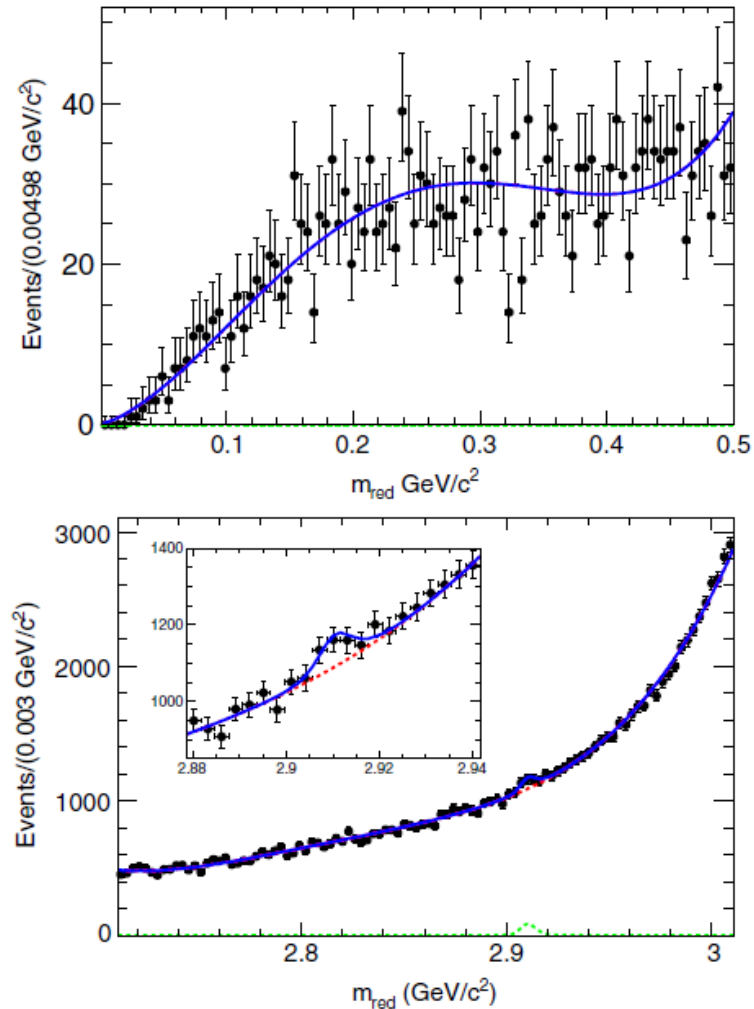 Events/(0.00498 GeV/c²)
40
20
0
0.1 0.2 0.3 0.4 0.5
m_red GeV/c²
Events/(0.003 GeV/c²)
3000
2000
1000
0
1400
1200
1000
2.88 2.9 2.92 2.94
2.8 2.9 3
m_red (GeV/c²)